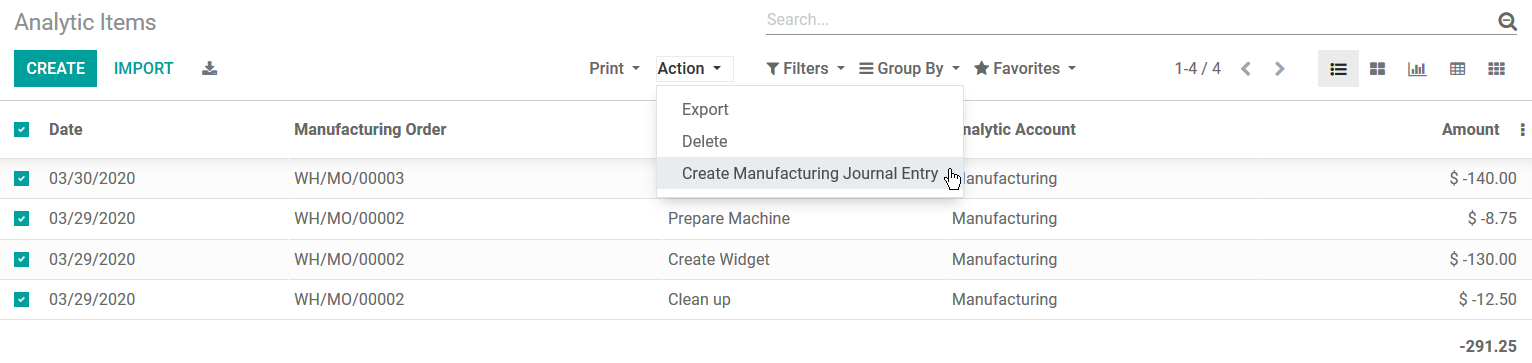 Analytic Items Search...
CREATE IMPORT Print Action Filters Group By Favorites 1-4 / 4
Export
Date Manufacturing Order nalytic Account Amount
Delete
Create Manufacturing Journal Entry
03/30/2020 WH/MO/00003 anufacturing $ -140.00
03/29/2020 WH/MO/00002 Prepare Machine Manufacturing $ -8.75
03/29/2020 WH/MO/00002 Create Widget Manufacturing $ -130.00
03/29/2020 WH/MO/00002 Clean up Manufacturing $ -12.50
-291.25